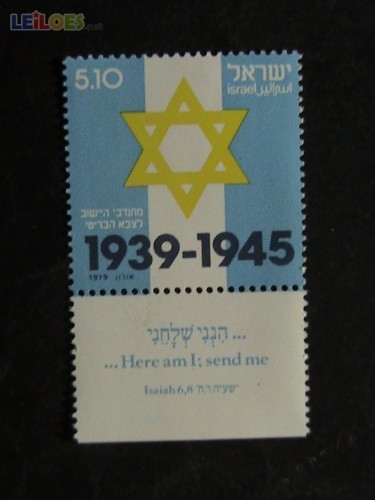 LEILOES.net
5.10 ישראל
اسرائيل israel
מתנדבי היישוב
לצבא הבריטי
1939-1945
1979
... הִנְנִי שְׁלָחֵנִי
... Here am I; send me
Isaiah 6,8 ישעיה ו׳ ח׳